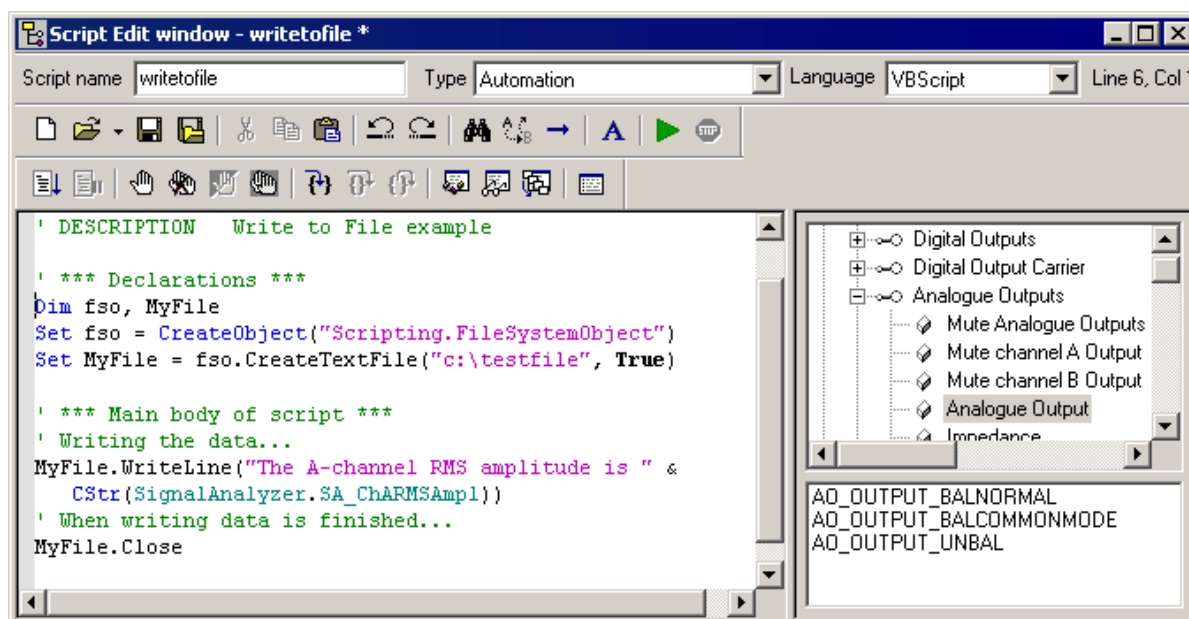 Script Edit window - writetofile *
Script name writetofile Type Automation Language VBScript Line 6, Col
A B A STOP
' DESCRIPTION   Write to File example
' *** Declarations ***
Dim fso, MyFile
Set fso = CreateObject("Scripting.FileSystemObject")
Set MyFile = fso.CreateTextFile("c:\testfile", True)
' *** Main body of script ***
' Writing the data...
MyFile.WriteLine("The A-channel RMS amplitude is " &
   CStr(SignalAnalyzer.SA_ChARMSAmpl))
' When writing data is finished...
MyFile.Close
Digital Outputs
Digital Output Carrier
Analogue Outputs
Mute Analogue Outputs
Mute channel A Output
Mute channel B Output
Analogue Output
Impedance
AO_OUTPUT_BALNORMAL
AO_OUTPUT_BALCOMMONMODE
AO_OUTPUT_UNBAL